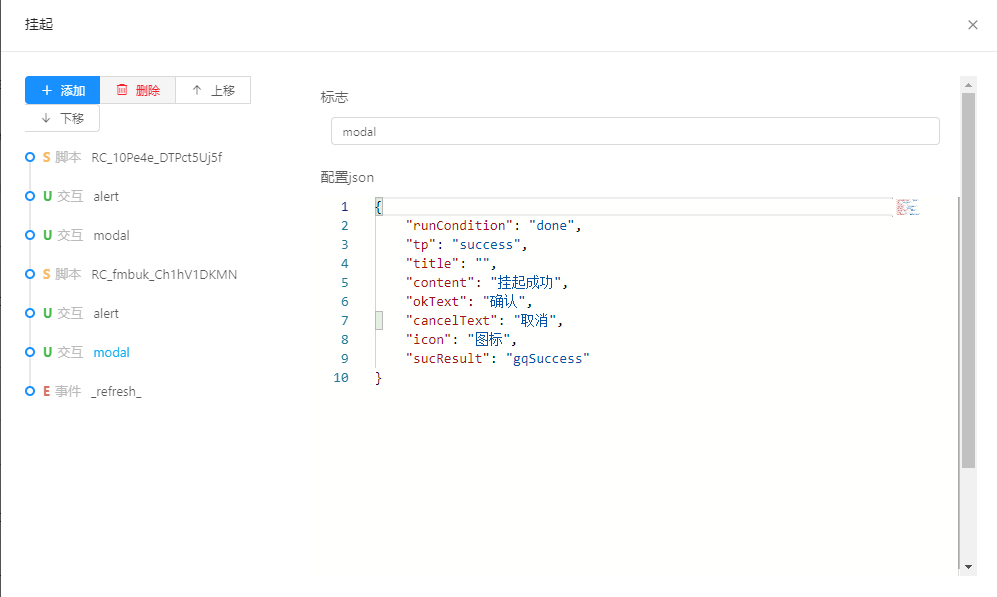 挂起
添加 删除 上移
下移
S 脚本 RC_10Pe4e_DTPct5Uj5f
U 交互 alert
U 交互 modal
S 脚本 RC_fmbuk_Ch1hV1DKMN
U 交互 alert
U 交互 modal
E 事件 _refresh_
标志
modal
配置json
1 {
2 "runCondition": "done",
3 "tp": "success",
4 "title": "",
5 "content": "挂起成功",
6 "okText": "确认",
7 "cancelText": "取消",
8 "icon": "图标",
9 "sucResult": "gqSuccess"
10 }